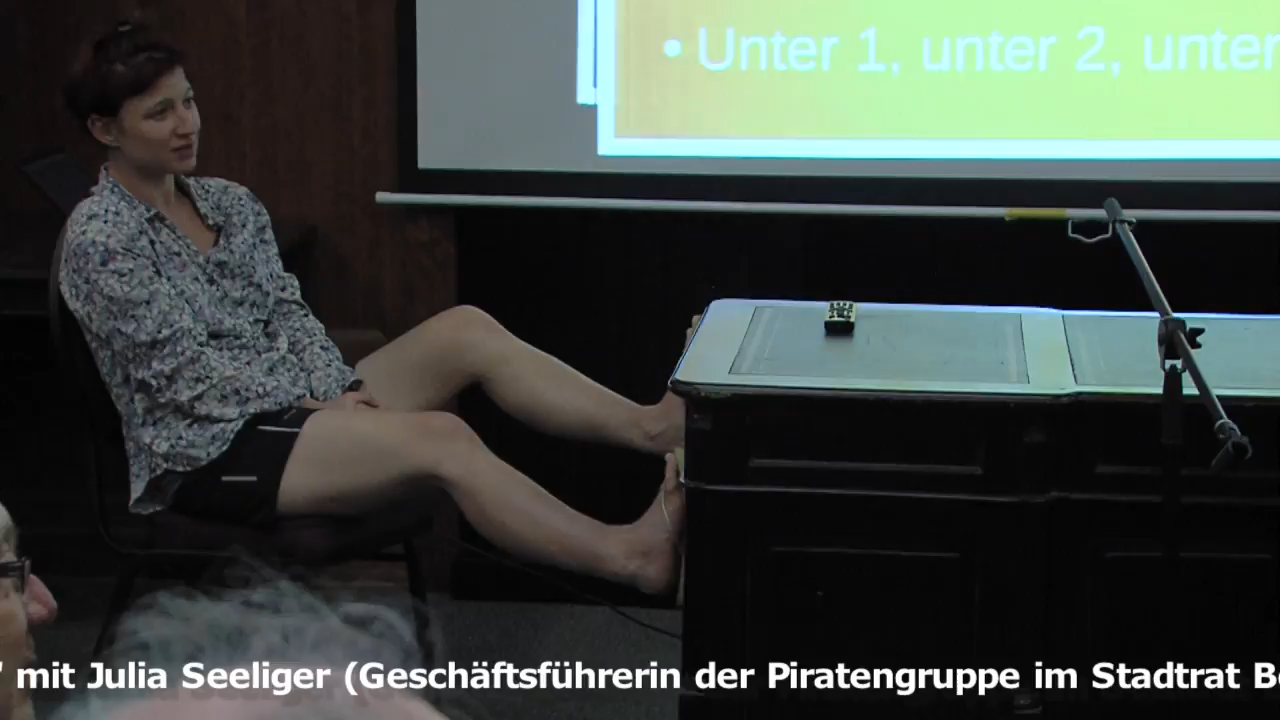 • Unter 1, unter 2, unter
" mit Julia Seeliger (Geschäftsführerin der Piratengruppe im Stadtrat